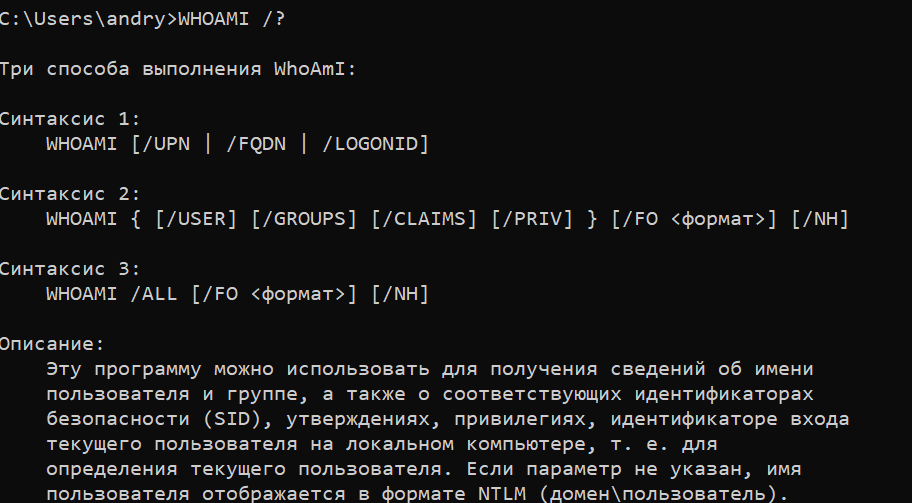 C:\Users\andry>WHOAMI /?
Три способа выполнения WhoAmI:
Синтаксис 1:
WHOAMI [/UPN | /FQDN | /LOGONID]
Синтаксис 2:
WHOAMI { [/USER] [/GROUPS] [/CLAIMS] [/PRIV] } [/FO <формат>] [/NH]
Синтаксис 3:
WHOAMI /ALL [/FO <формат>] [/NH]
Описание:
Эту программу можно использовать для получения сведений об имени
пользователя и группе, а также о соответствующих идентификаторах
безопасности (SID), утверждениях, привилегиях, идентификаторе входа
текущего пользователя на локальном компьютере, т. е. для
определения текущего пользователя. Если параметр не указан, имя
пользователя отображается в формате NTLM (домен\пользователь).